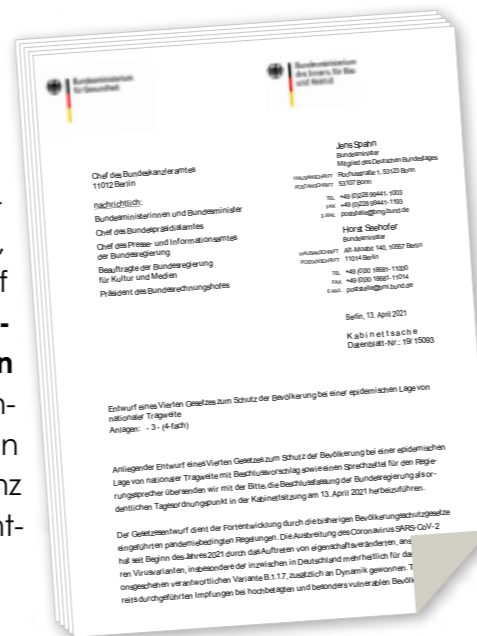 -
,
f
-
n
n-
n
nz
nt-
Bundesministerium
für Gesundheit
Bundesministerium
des Innern, für Bau
und Heimat
Chef des Bundeskanzleramtes
11012 Berlin
nachrichtlich:
Bundesministerinnen und Bundesminister
Chef des Bundespräsidialamtes
Chef des Presse- und Informationsamtes
der Bundesregierung
Beauftragte der Bundesregierung
für Kultur und Medien
Präsident des Bundesrechnungshofes
Jens Spahn
Bundesminister
Mitglied des Deutschen Bundestages
HAUSANSCHRIFT Rochusstraße 1, 53123 Bonn
POSTANSCHRIFT 53107 Bonn
TEL +49 (0)228 99441-1003
FAX +49 (0)228 99441-1193
E-MAIL poststelle@bmg.bund.de
Horst Seehofer
Bundesminister
HAUSANSCHRIFT Alt-Moabit 140, 10557 Berlin
POSTANSCHRIFT 11014 Berlin
TEL +49 (0)30 18681-11000
FAX +49 (0)30 18681-11014
E-MAIL poststelle@bmi.bund.de
Berlin, 13. April 2021
Kabinettsache
Datenblatt-Nr.: 19/15093
Entwurf eines Vierten Gesetzes zum Schutz der Bevölkerung bei einer epidemischen Lage von
nationaler Tragweite
Anlagen: - 3 - (4-fach)
Anliegender Entwurf eines Vierten Gesetzes zum Schutz der Bevölkerung bei einer epidemischen
Lage von nationaler Tragweite mit Beschlussvorschlag sowie einen Sprechzettel für den Regie-
rungssprecher übersenden wir mit der Bitte, die Beschlussfassung der Bundesregierung als or-
dentlichen Tagesordnungspunkt in der Kabinettsitzung am 13. April 2021 herbeizuführen.
Der Gesetzesentwurf dient der Fortentwicklung durch die bisherigen Bevölkerungsschutzgesetze
eingeführten pandemiebedingten Regelungen. Die Ausbreitung des Coronavirus SARS-CoV-2
hat seit Beginn des Jahres 2021 durch das Auftreten von eigenschaftsveränderten, ans
ren Virusvarianten, insbesondere der inzwischen in Deutschland mehrheitlich für das
onsgeschehen verantwortlichen Variante B.1.1.7, zusätzlich an Dynamik gewonnen. T
reits durchgeführten Impfungen bei hochbetagten und besonders vulnerablen Bevölk